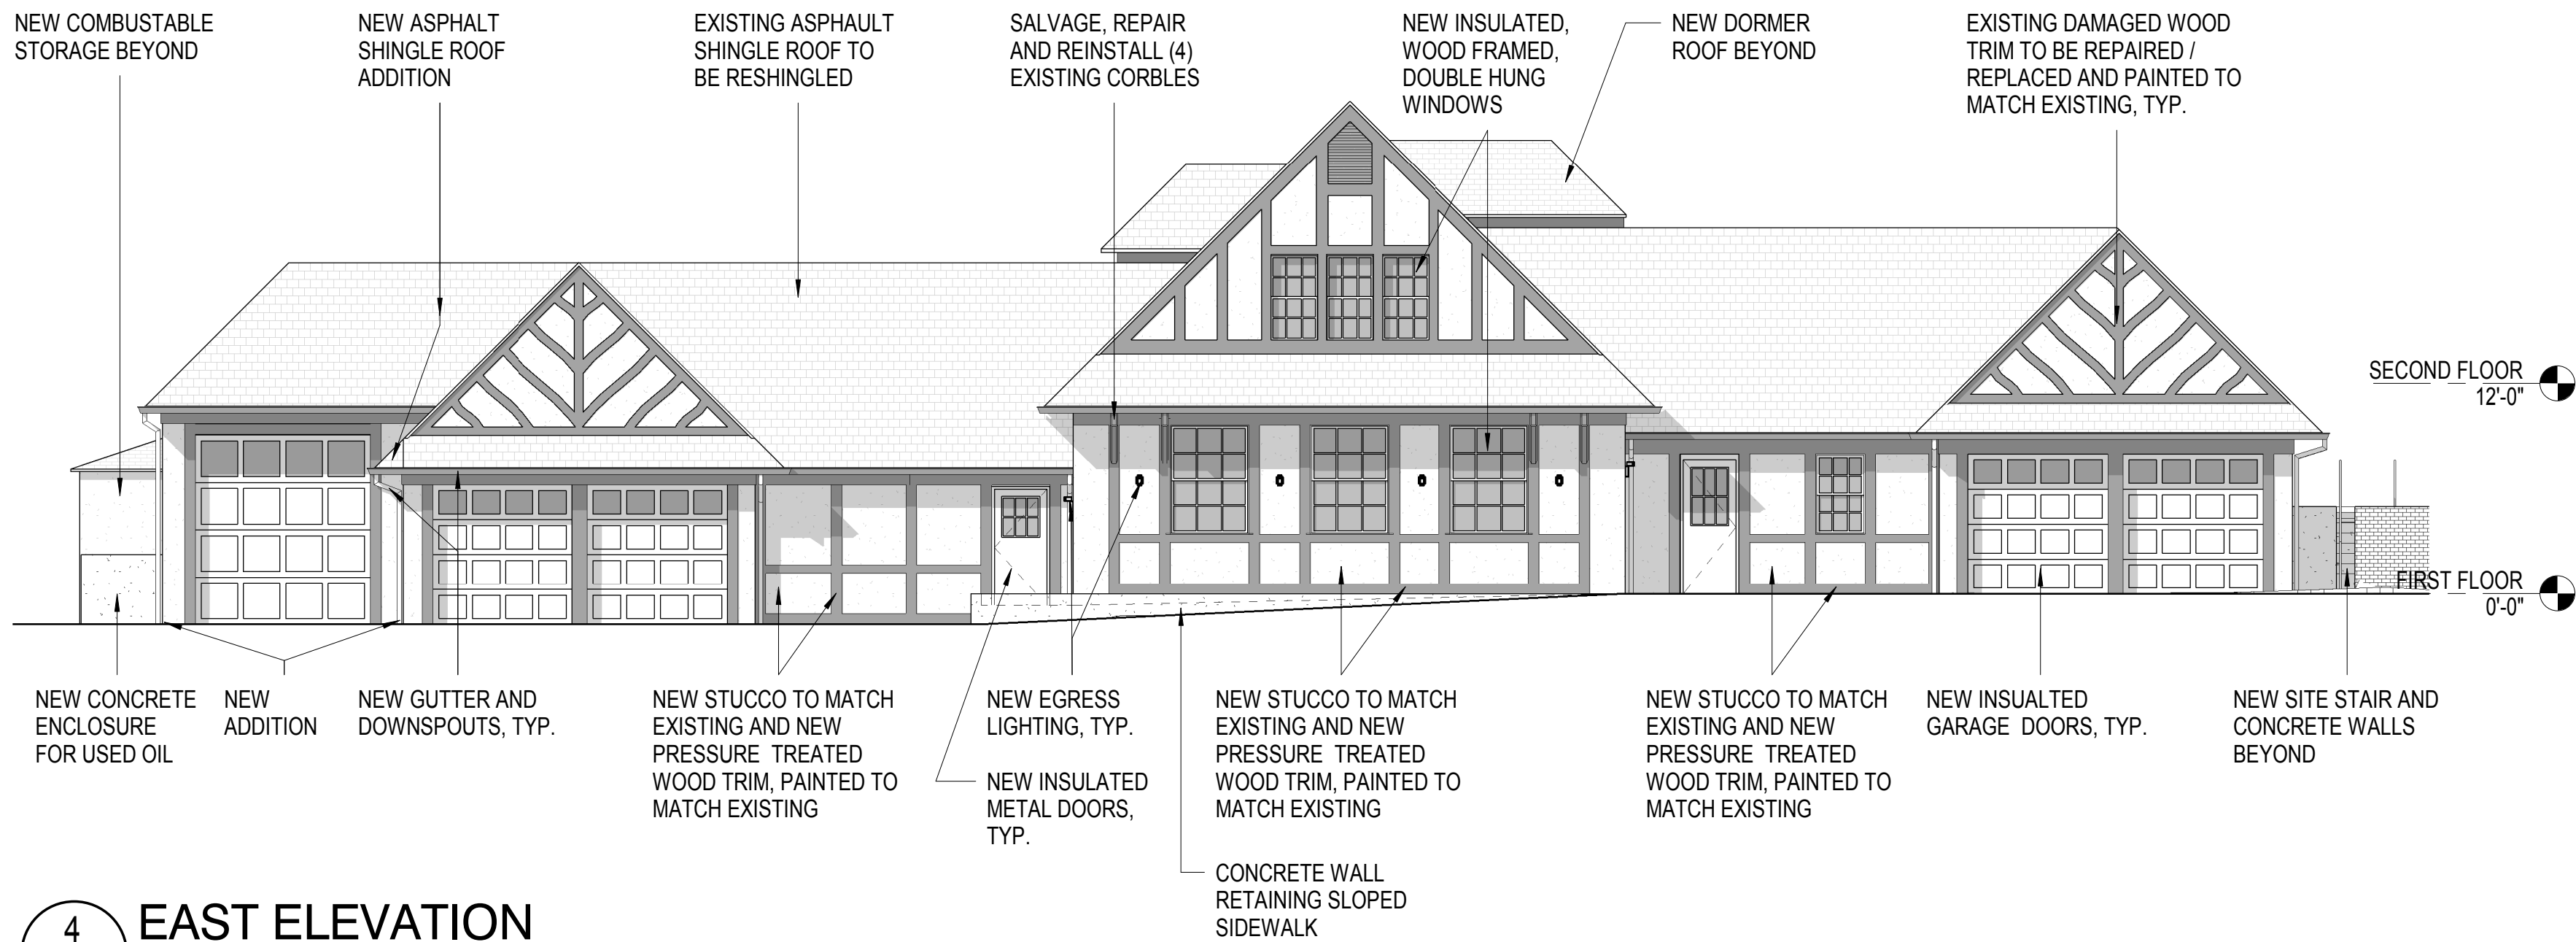 NEW COMBUSTABLE
STORAGE BEYOND
NEW ASPHALT
SHINGLE ROOF
ADDITION
EXISTING ASPHAULT
SHINGLE ROOF TO
BE RESHINGLED
SALVAGE, REPAIR
AND REINSTALL (4)
EXISTING CORBLES
NEW INSULATED,
WOOD FRAMED,
DOUBLE HUNG
WINDOWS
NEW DORMER
ROOF BEYOND
EXISTING DAMAGED WOOD
TRIM TO BE REPAIRED /
REPLACED AND PAINTED TO
MATCH EXISTING, TYP.
SECOND FLOOR
12'-0"
FIRST FLOOR
0'-0"
NEW CONCRETE
ENCLOSURE
FOR USED OIL
NEW
ADDITION
NEW GUTTER AND
DOWNSPOUTS, TYP.
NEW STUCCO TO MATCH
EXISTING AND NEW
PRESSURE TREATED
WOOD TRIM, PAINTED TO
MATCH EXISTING
NEW EGRESS
LIGHTING, TYP.
NEW INSULATED
METAL DOORS,
TYP.
NEW STUCCO TO MATCH
EXISTING AND NEW
PRESSURE TREATED
WOOD TRIM, PAINTED TO
MATCH EXISTING
CONCRETE WALL
RETAINING SLOPED
SIDEWALK
NEW STUCCO TO MATCH
EXISTING AND NEW
PRESSURE TREATED
WOOD TRIM, PAINTED TO
MATCH EXISTING
NEW INSUALTED
GARAGE DOORS, TYP.
NEW SITE STAIR AND
CONCRETE WALLS
BEYOND
4
EAST ELEVATION